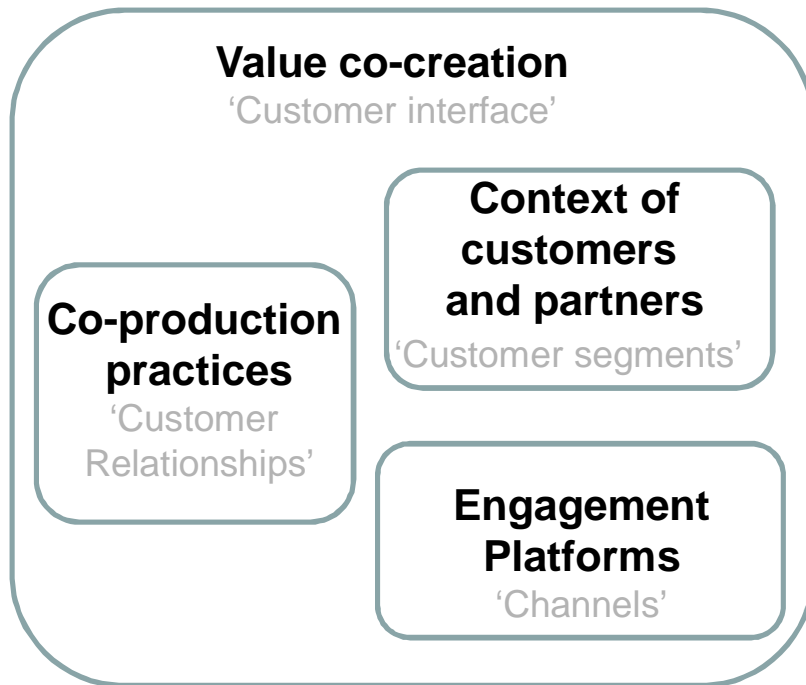 Value co-creation
‘Customer interface’
Context of
customers
and partners
‘Customer segments’
Co-production
practices
‘Customer
Relationships’
Engagement
Platforms
‘Channels’